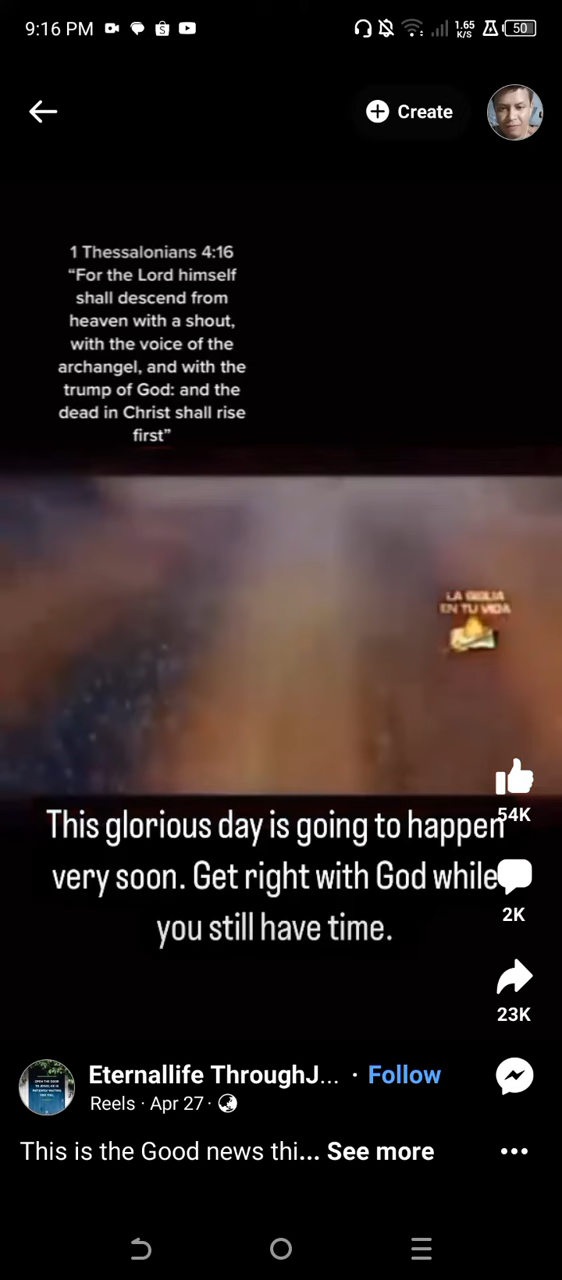 9:16 PM
1.65
K/S
50
Create
1 Thessalonians 4:16
“For the Lord himself
shall descend from
heaven with a shout,
with the voice of the
archangel, and with the
trump of God: and the
dead in Christ shall rise
first”
LA BIBLIA
EN TU VIDA
This glorious day is going to happen
very soon. Get right with God while
you still have time.
54K
2K
23K
Eternallife ThroughJ... · Follow
Reels · Apr 27 ·
This is the Good news thi... See more